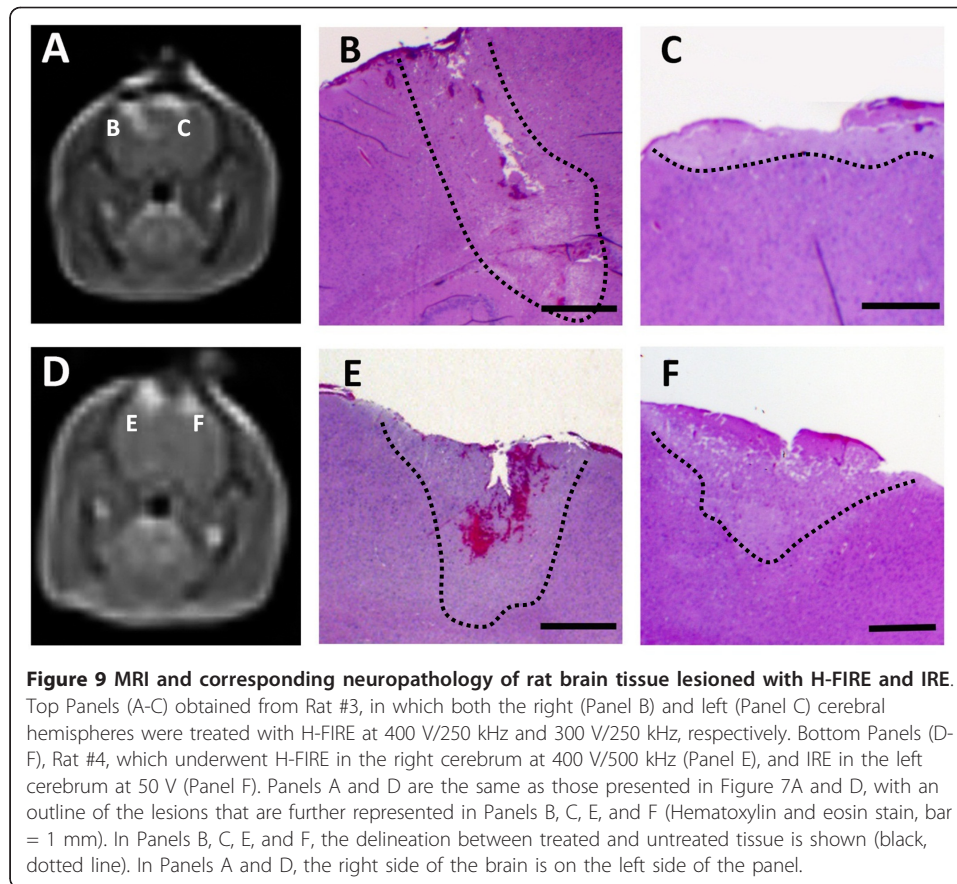 A B C
B C
D E F
E F
Figure 9 MRI and corresponding neuropathology of rat brain tissue lesioned with H-FIRE and IRE.
Top Panels (A-C) obtained from Rat #3, in which both the right (Panel B) and left (Panel C) cerebral
hemispheres were treated with H-FIRE at 400 V/250 kHz and 300 V/250 kHz, respectively. Bottom Panels (D-
F), Rat #4, which underwent H-FIRE in the right cerebrum at 400 V/500 kHz (Panel E), and IRE in the left
cerebrum at 50 V (Panel F). Panels A and D are the same as those presented in Figure 7A and D, with an
outline of the lesions that are further represented in Panels B, C, E, and F (Hematoxylin and eosin stain, bar
= 1 mm). In Panels B, C, E, and F, the delineation between treated and untreated tissue is shown (black,
dotted line). In Panels A and D, the right side of the brain is on the left side of the panel.